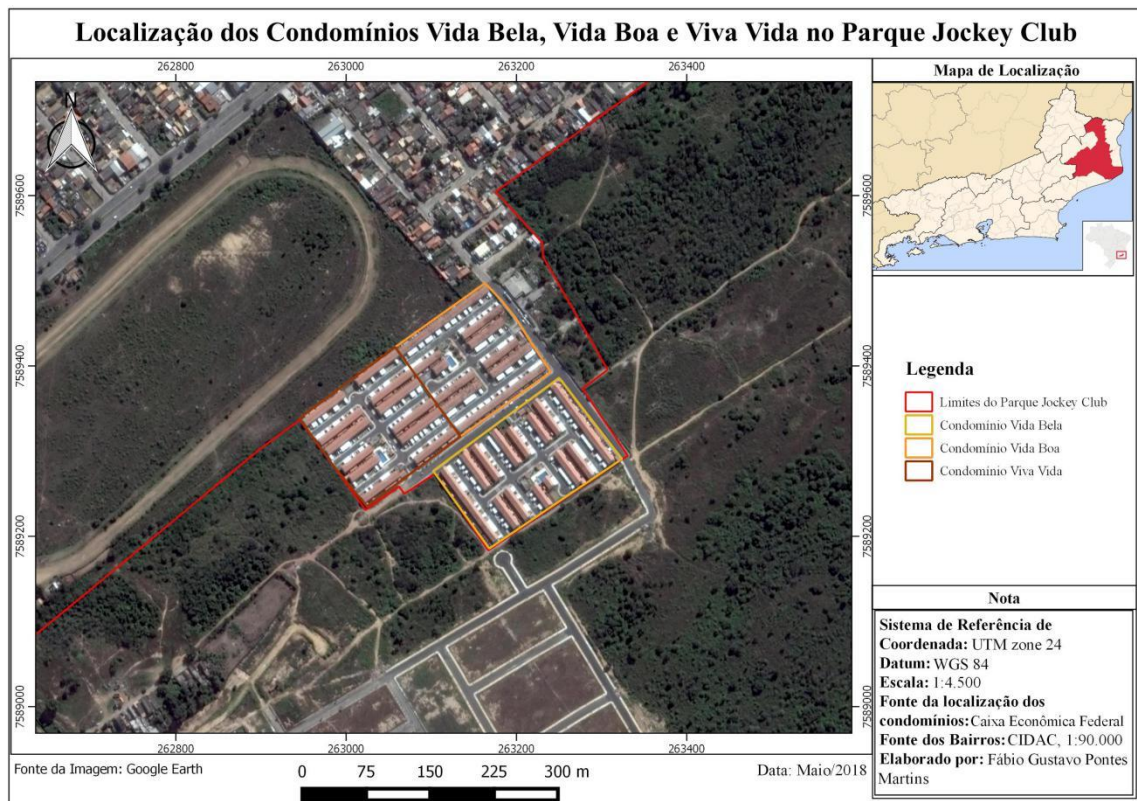 Localização dos Condomínios Vida Bela, Vida Boa e Viva Vida no Parque Jockey Club
262800 263000 263200 263400
N
7589600 7589600
7589400 7589400
7589200 7589200
7589000 7589000
262800 263000 263200 263400
Fonte da Imagem: Google Earth
0 75 150 225 300 m
Data: Maio/2018
Mapa de Localização
Legenda
Limites do Parque Jockey Club
Condomínio Vida Bela
Condomínio Vida Boa
Condomínio Viva Vida
Nota
Sistema de Referência de
Coordenada: UTM zone 24
Datum: WGS 84
Escala: 1:4.500
Fonte da localização dos
condomínios: Caixa Econômica Federal
Fonte dos Bairros: CIDAC, 1:90.000
Elaborado por: Fábio Gustavo Pontes
Martins